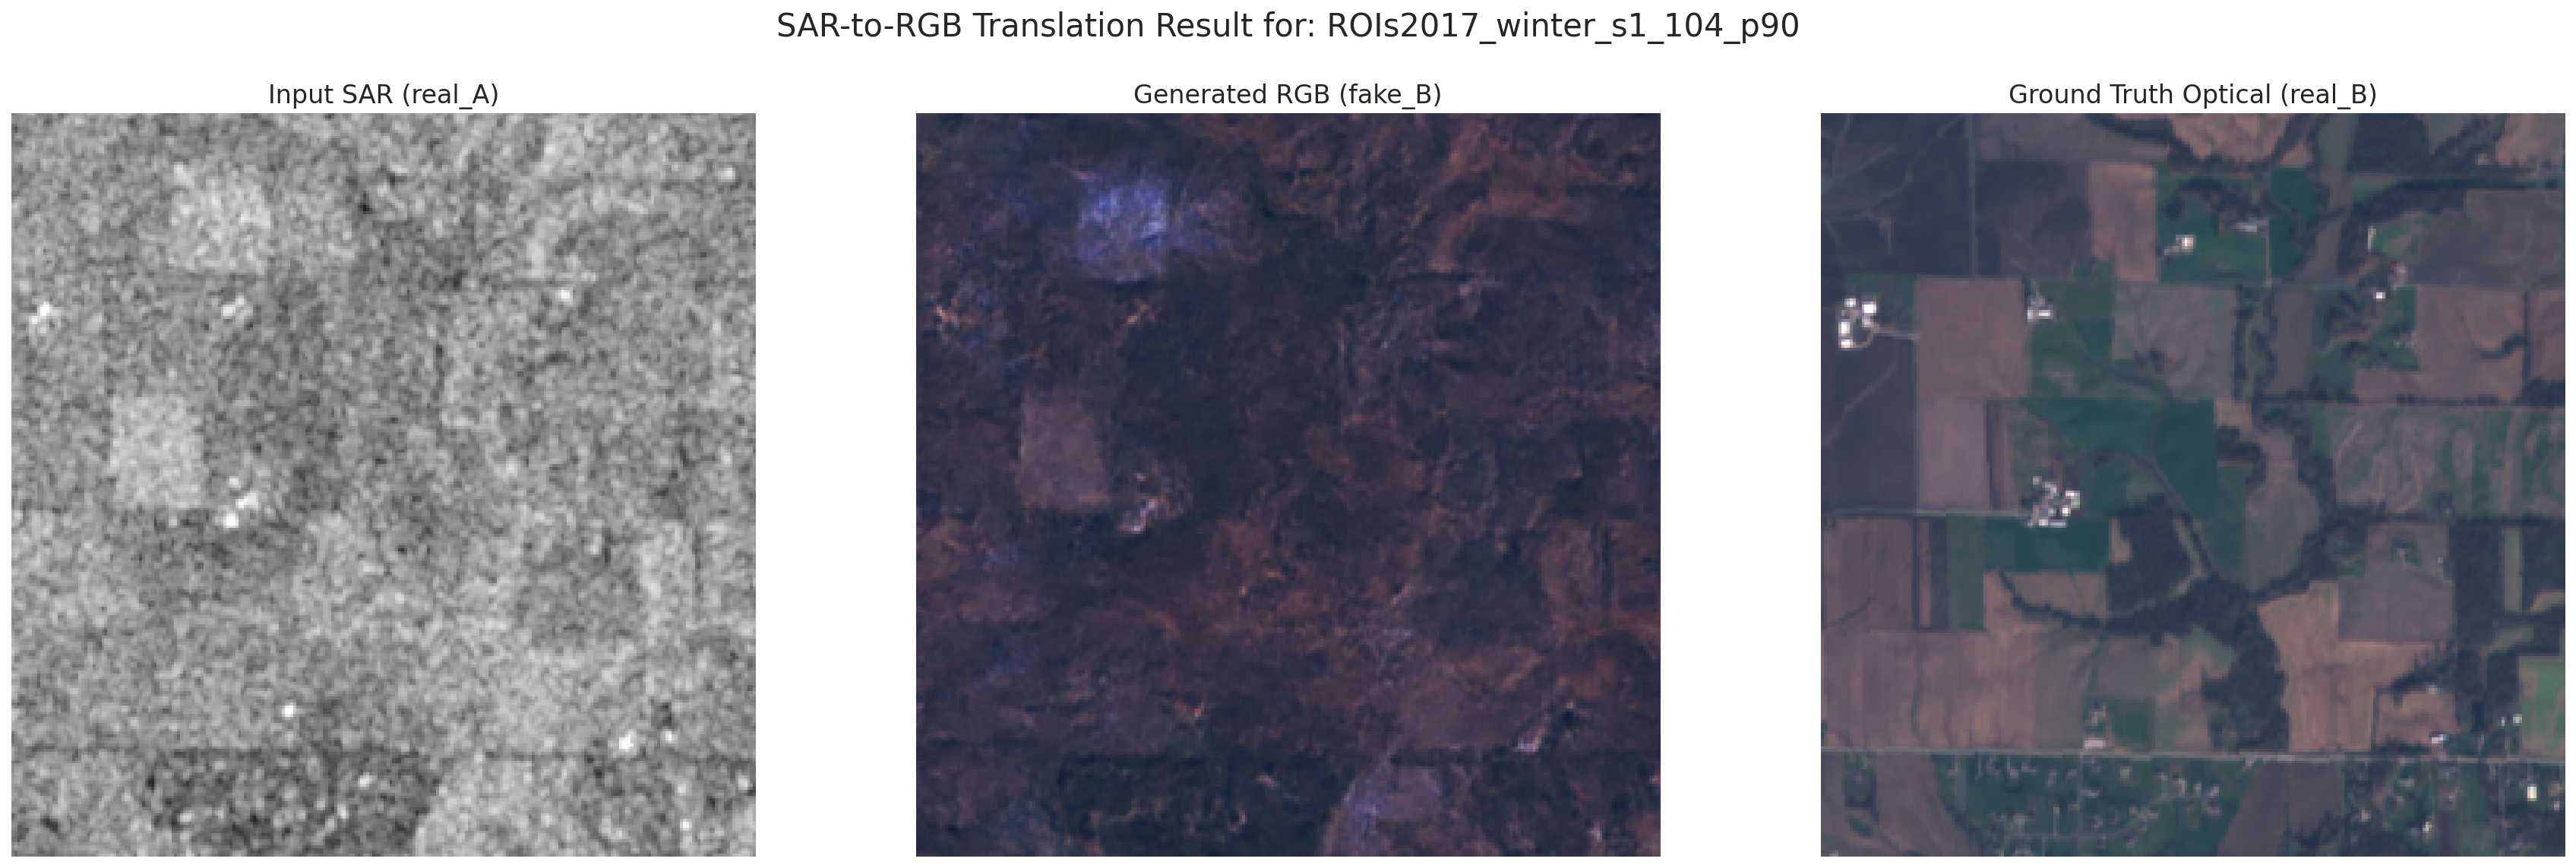 SAR-to-RGB Translation Result for: ROIs2017_winter_s1_104_p90
Input SAR (real_A)
Generated RGB (fake_B)
Ground Truth Optical (real_B)